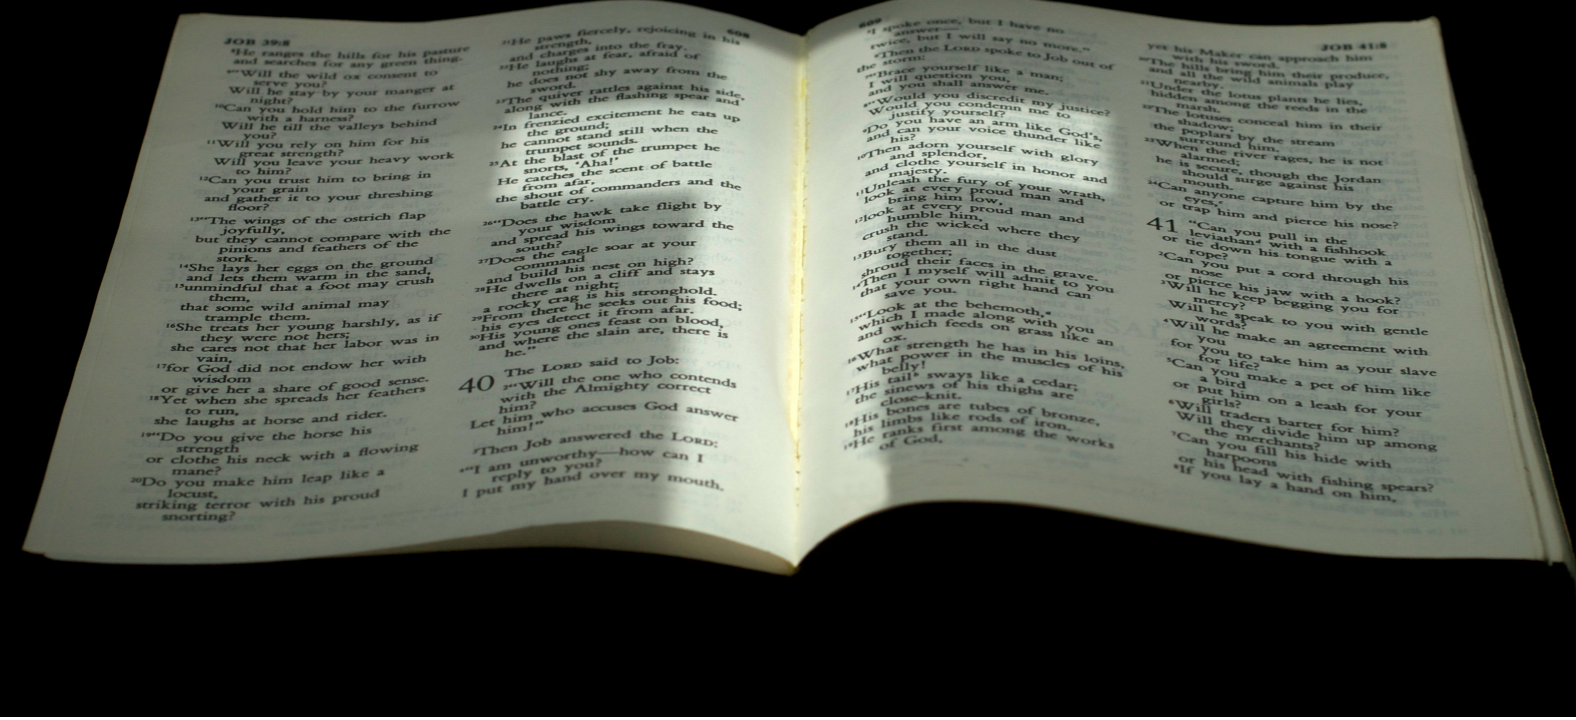 JOB 39:8
⁸He ranges the hills for his pasture
and searches for any green thing.
⁹"Will the wild ox consent to
serve you?
Will he stay by your manger at
night?
¹⁰Can you hold him to the furrow
with a harness?
Will he till the valleys behind
you?
¹¹Will you rely on him for his
great strength?
Will you leave your heavy work
to him?
¹²Can you trust him to bring in
your grain
and gather it to your threshing
floor?
¹³"The wings of the ostrich flap
joyfully,
but they cannot compare with the
pinions and feathers of the
stork.
¹⁴She lays her eggs on the ground
and lets them warm in the sand,
¹⁵unmindful that a foot may crush
them,
that some wild animal may
trample them.
¹⁶She treats her young harshly, as if
they were not hers;
she cares not that her labor was in
vain,
¹⁷for God did not endow her with
wisdom
or give her a share of good sense.
¹⁸Yet when she spreads her feathers
to run,
she laughs at horse and rider.
¹⁹"Do you give the horse his
strength
or clothe his neck with a flowing
mane?
²⁰Do you make him leap like a
locust,
striking terror with his proud
snorting?
608
²¹He paws fiercely, rejoicing in his
strength,
and charges into the fray.
²²He laughs at fear, afraid of
nothing;
he does not shy away from the
sword.
²³The quiver rattles against his side,
along with the flashing spear and
lance.
²⁴In frenzied excitement he eats up
the ground;
he cannot stand still when the
trumpet sounds.
²⁵At the blast of the trumpet he
snorts, 'Aha!'
He catches the scent of battle
from afar,
the shout of commanders and the
battle cry.
²⁶"Does the hawk take flight by
your wisdom
and spread his wings toward the
south?
²⁷Does the eagle soar at your
command
and build his nest on high?
²⁸He dwells on a cliff and stays
there at night;
a rocky crag is his stronghold.
²⁹From there he seeks out his food;
his eyes detect it from afar.
³⁰His young ones feast on blood,
and where the slain are, there is
he."
40 The LORD said to Job:
²"Will the one who contends
with the Almighty correct
him?
Let him who accuses God answer
him!"
³Then Job answered the LORD:
⁴"I am unworthy—how can I
reply to you?
I put my hand over my mouth.
609
⁵I spoke once, but I have no
answer—
twice, but I will say no more."
⁶Then the LORD spoke to Job out of
the storm:
⁷"Brace yourself like a man;
I will question you,
and you shall answer me.
⁸"Would you discredit my justice?
Would you condemn me to
justify yourself?
⁹Do you have an arm like God's,
and can your voice thunder like
his?
¹⁰Then adorn yourself with glory
and splendor,
and clothe yourself in honor and
majesty.
¹¹Unleash the fury of your wrath,
look at every proud man and
bring him low,
¹²look at every proud man and
humble him,
crush the wicked where they
stand.
¹³Bury them all in the dust
together;
shroud their faces in the grave.
¹⁴Then I myself will admit to you
that your own right hand can
save you.
¹⁵"Look at the behemoth,ᵃ
which I made along with you
and which feeds on grass like an
ox.
¹⁶What strength he has in his loins,
what power in the muscles of his
belly!
¹⁷His tailᵇ sways like a cedar;
the sinews of his thighs are
close-knit.
¹⁸His bones are tubes of bronze,
his limbs like rods of iron.
¹⁹He ranks first among the works
of God,
JOB 41:8
yet his Maker can approach him
with his sword.
²⁰The hills bring him their produce,
and all the wild animals play
nearby.
²¹Under the lotus plants he lies,
hidden among the reeds in the
marsh.
²²The lotuses conceal him in their
shadow;
the poplars by the stream
surround him.
²³When the river rages, he is not
alarmed;
he is secure, though the Jordan
should surge against his
mouth.
²⁴Can anyone capture him by the
eyes,ᶜ
or trap him and pierce his nose?
41 "Can you pull in the
leviathanᵈ with a fishhook
or tie down his tongue with a
rope?
²Can you put a cord through his
nose
or pierce his jaw with a hook?
³Will he keep begging you for
mercy?
Will he speak to you with gentle
words?
⁴Will he make an agreement with
you
for you to take him as your slave
for life?
⁵Can you make a pet of him like
a bird
or put him on a leash for your
girls?
⁶Will traders barter for him?
Will they divide him up among
the merchants?
⁷Can you fill his hide with
harpoons
or his head with fishing spears?
⁸If you lay a hand on him,